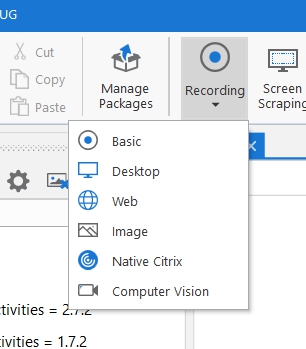 UG
Cut
Copy
Paste
Manage
Packages
Recording
Screen
Scraping
Basic
Desktop
Web
Image
Native Citrix
Computer Vision
ctivities = 2.7.2
ctivities = 1.7.2